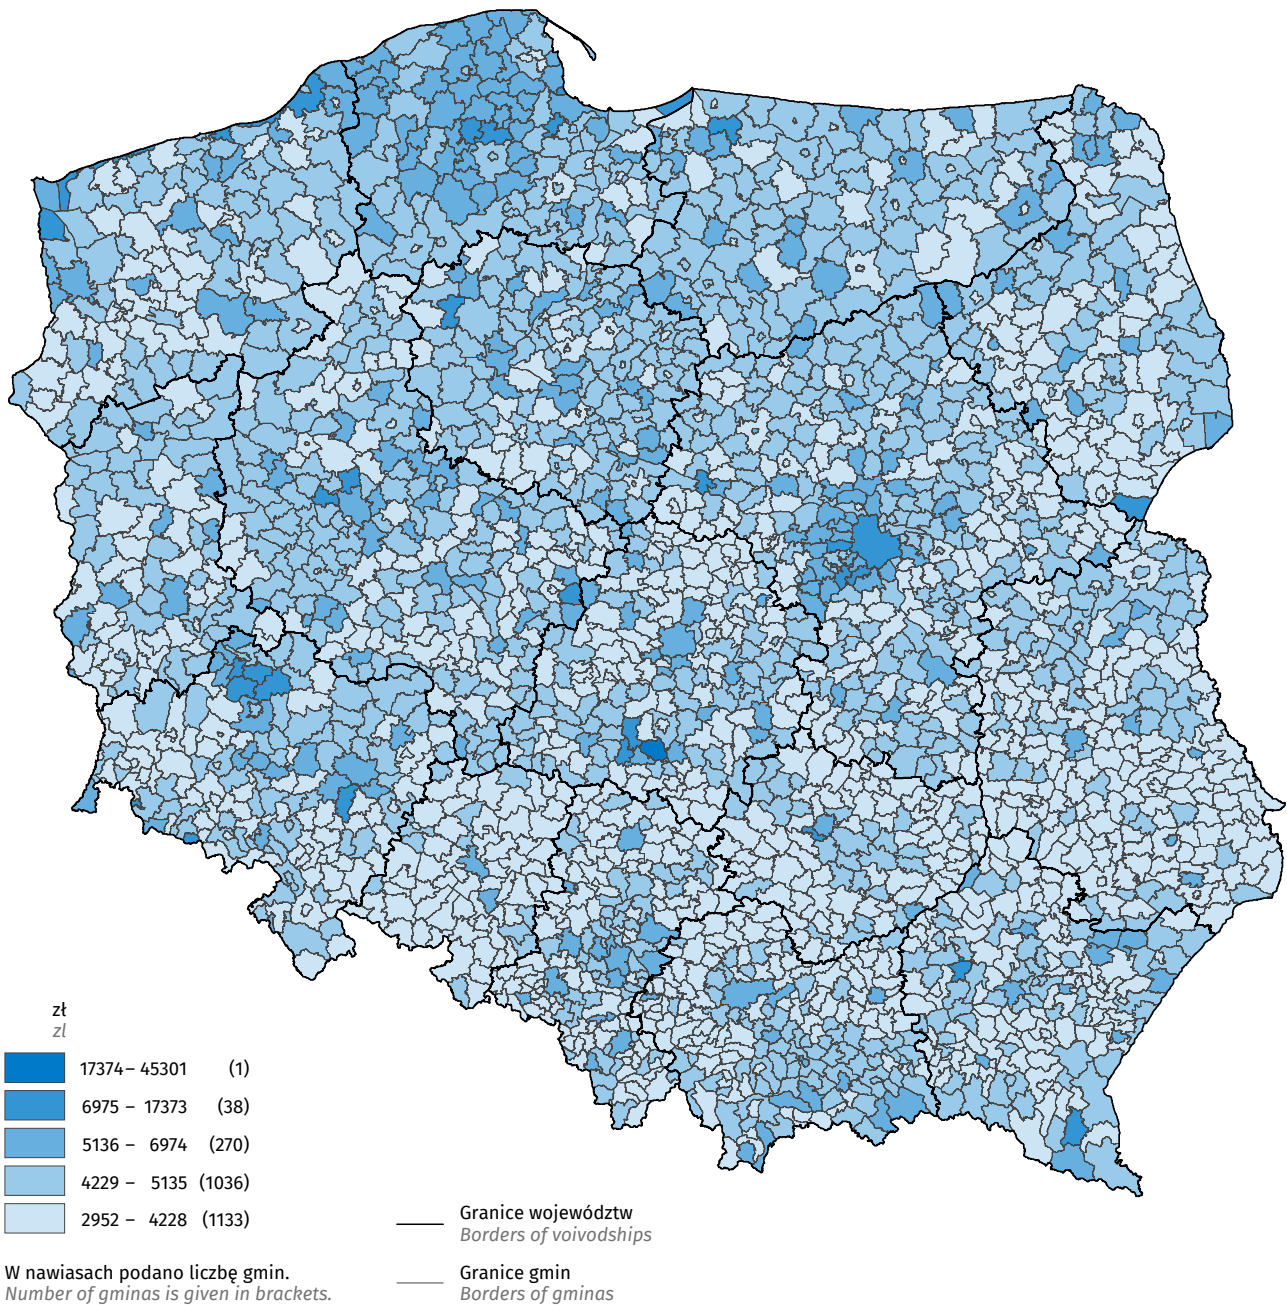 zł
zl
17374 – 45301 (1)
6975 – 17373 (38)
5136 – 6974 (270)
4229 – 5135 (1036)
2952 – 4228 (1133)
W nawiasach podano liczbę gmin.
Number of gminas is given in brackets.
Granice województw
Borders of voivodships
Granice gmin
Borders of gminas